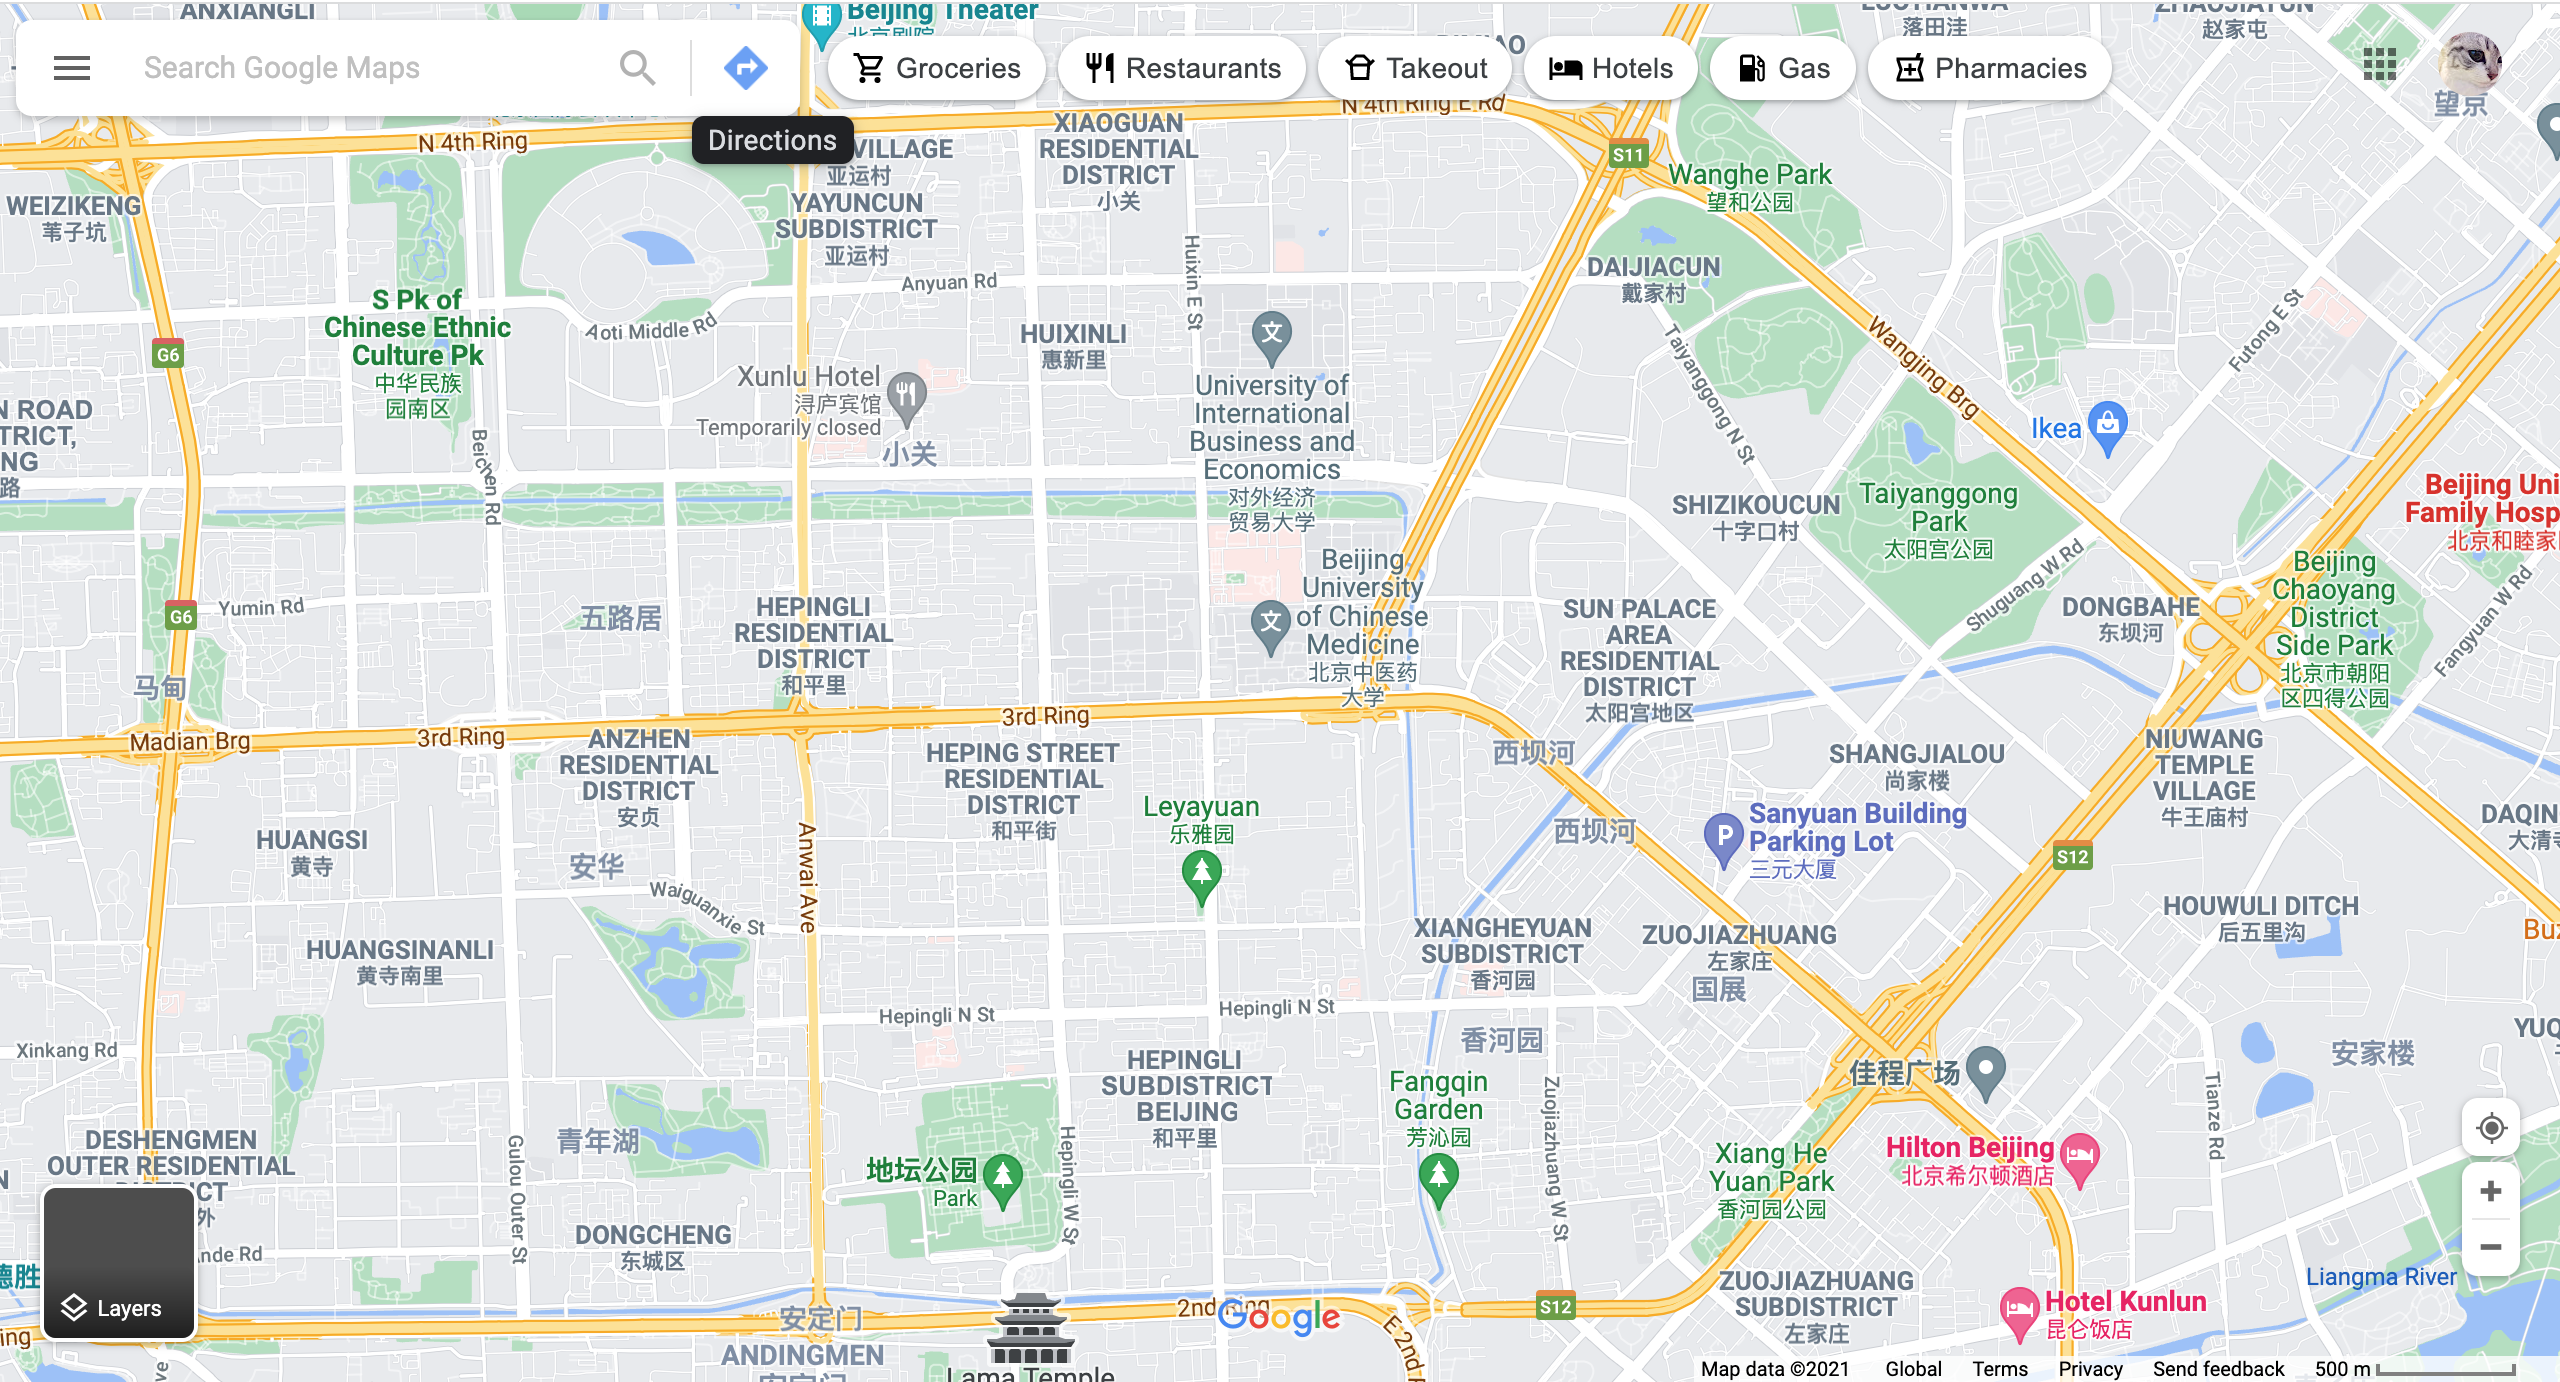 ANXIANGLI
Beijing Theater
北京剧院
落田洼
赵家屯
Search Google Maps
Groceries
Restaurants
Takeout
Hotels
Gas
Pharmacies
Directions
望京
N 4th Ring
N 4th Ring E Rd
VILLAGE
亚运村
YAYUNCUN
SUBDISTRICT
亚运村
XIAOGUAN
RESIDENTIAL
DISTRICT
小关
S11
Wanghe Park
望和公园
WEIZIKENG
苇子坑
DAIJIACUN
戴家村
Huixin E St
Anyuan Rd
Aoti Middle Rd
S Pk of
Chinese Ethnic
Culture Pk
中华民族
园南区
G6
HUIXINLI
惠新里
文
University of
International
Business and
Economics
对外经济
贸易大学
Taiyanggong N St
Wangjing Brg
Futong E St
Xunlu Hotel
浔庐宾馆
Temporarily closed
小关
N ROAD
TRICT,
NG
路
Beichen Rd
Ikea
Taiyanggong
Park
太阳宫公园
SHIZIKOUCUN
十字口村
Beijing Uni
Family Hosp
北京和睦家
Beijing
Chaoyang
District
Side Park
北京市朝阳
区四得公园
Shuguang W Rd
Fangyuan W Rd
DONGBAHE
东坝河
Beijing
University
of Chinese
Medicine
北京中医药
大学
文
SUN PALACE
AREA
RESIDENTIAL
DISTRICT
太阳宫地区
G6
Yumin Rd
五路居
HEPINGLI
RESIDENTIAL
DISTRICT
和平里
马甸
Madian Brg
3rd Ring
3rd Ring
ANZHEN
RESIDENTIAL
DISTRICT
安贞
HEPING STREET
RESIDENTIAL
DISTRICT
和平街
西坝河
SHANGJIALOU
尚家楼
NIUWANG
TEMPLE
VILLAGE
牛王庙村
DAQIN
Leyayuan
乐雅园
西坝河
P
Sanyuan Building
Parking Lot
三元大厦
HUANGSI
黄寺
安华
Anwai Ave
S12
Waiguanxie St
HUANGSINANLI
黄寺南里
XIANGHEYUAN
SUBDISTRICT
香河园
ZUOJIAZHUANG
左家庄
国展
HOUWULI DITCH
后五里沟
Hepingli N St
Hepingli N St
Xinkang Rd
香河园
YUQ
安家楼
HEPINGLI
SUBDISTRICT
BEIJING
和平里
Fangqin
Garden
芳沁园
佳程广场
Zuojiazhuang W St
Tianze Rd
DESHENGMEN
OUTER RESIDENTIAL
外
青年湖
地坛公园
Park
Hepingli W St
Xiang He
Yuan Park
香河园公园
Hilton Beijing
北京希尔顿酒店
Gulou Outer St
DONGCHENG
东城区
Ande Rd
德胜
Layers
Liangma River
ZUOJIAZHUANG
SUBDISTRICT
左家庄
Hotel Kunlun
昆仑饭店
安定门
2nd Ring
Google
S12
E 2nd
ing
ANDINGMEN
Lama Temple
Map data ©2021
Global
Terms
Privacy
Send feedback
500 m